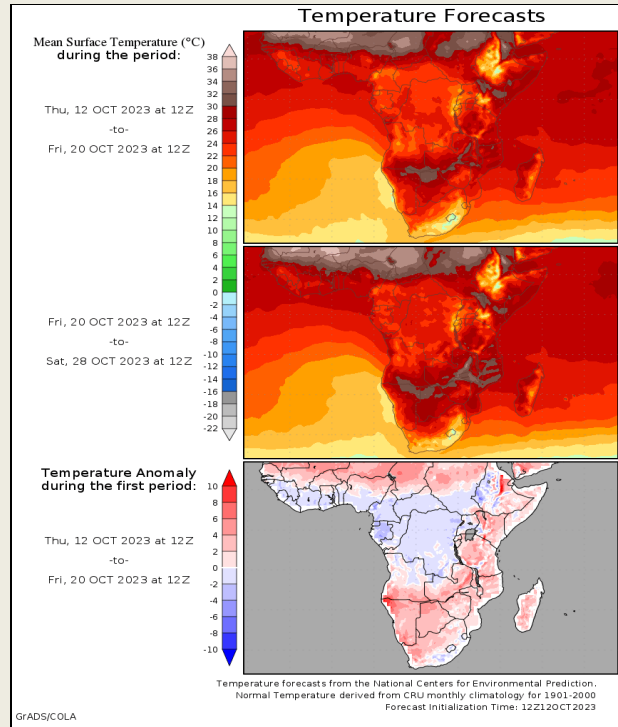 Temperature Forecasts
Mean Surface Temperature (°C)
during the period:
Thu, 12 OCT 2023 at 12Z
-to-
Fri, 20 OCT 2023 at 12Z
38
36
34
32
30
28
26
24
22
20
18
16
14
12
10
8
6
4
2
0
-2
-4
-6
-8
-10
-12
-14
-16
-18
-20
-22
Fri, 20 OCT 2023 at 12Z
-to-
Sat, 28 OCT 2023 at 12Z
Temperature Anomaly
during the first period:
Thu, 12 OCT 2023 at 12Z
-to-
Fri, 20 OCT 2023 at 12Z
10
8
6
4
2
0
-2
-4
-6
-8
-10
Temperature forecasts from the National Centers for Environmental Prediction.
Normal Temperature derived from CRU monthly climatology for 1901-2000
Forecast Initialization Time: 12Z12OCT2023
GrADS/COLA